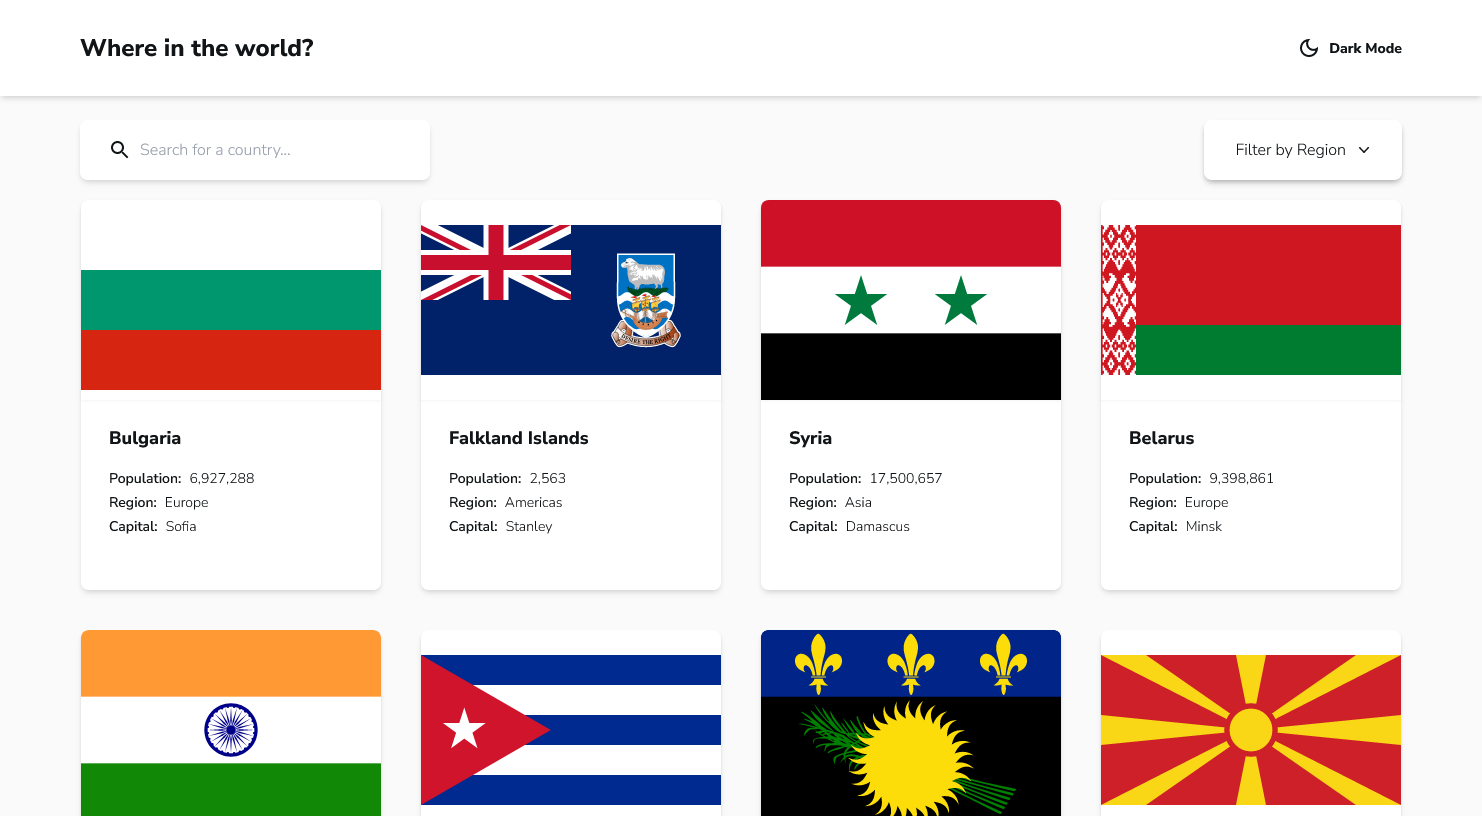 Where in the world?
Dark Mode
Search for a country...
Filter by Region
DESIRE THE RIGHT
Bulgaria
Population: 6,927,288
Region: Europe
Capital: Sofia
Falkland Islands
Population: 2,563
Region: Americas
Capital: Stanley
Syria
Population: 17,500,657
Region: Asia
Capital: Damascus
Belarus
Population: 9,398,861
Region: Europe
Capital: Minsk